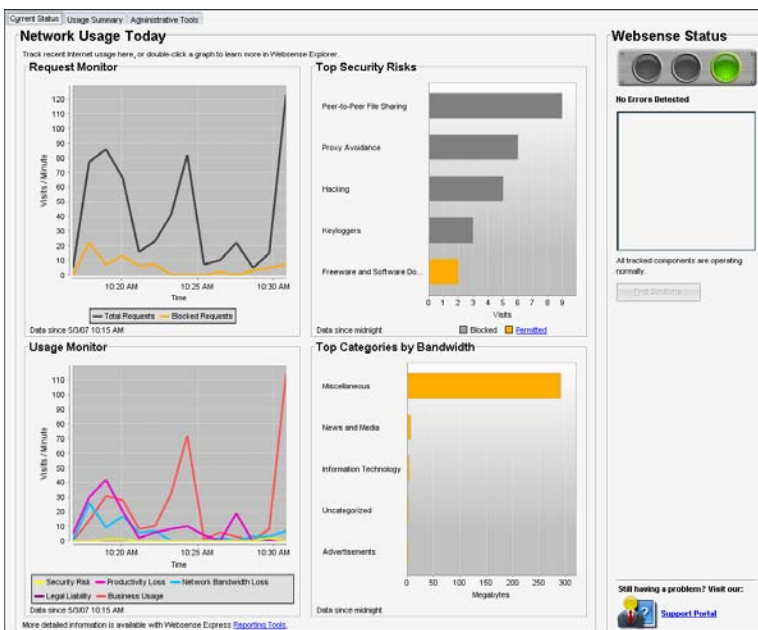 Current Status Usage Summary Administrative Tools
Network Usage Today
Track recent Internet usage here, or double-click a graph to learn more in Websense Explorer.
Request Monitor
120
110
100
90
80
70
60
50
40
30
20
10
0
Visits / Minute
10:20 AM 10:25 AM 10:30 AM
Time
Total Requests Blocked Requests
Data since 5/3/07 10:15 AM
Top Security Risks
Peer-to-Peer File Sharing
Proxy Avoidance
Hacking
Keyloggers
Freeware and Software Do...
0 1 2 3 4 5 6 7 8 9
Visits
Data since midnight
Blocked Permitted
Usage Monitor
110
100
90
80
70
60
50
40
30
20
10
0
Visits / Minute
10:20 AM 10:25 AM 10:30 AM
Time
Security Risk Productivity Loss Network Bandwidth Loss
Legal Liability Business Usage
Data since 5/3/07 10:15 AM
Top Categories by Bandwidth
Miscellaneous
News and Media
Information Technology
Uncategorized
Advertisements
0 50 100 150 200 250 300
Megabytes
Data since midnight
More detailed information is available with Websense Express Reporting Tools.
Websense Status
No Errors Detected
All tracked components are operating
normally.
Find Solutions
Still having a problem? Visit our:
Support Portal